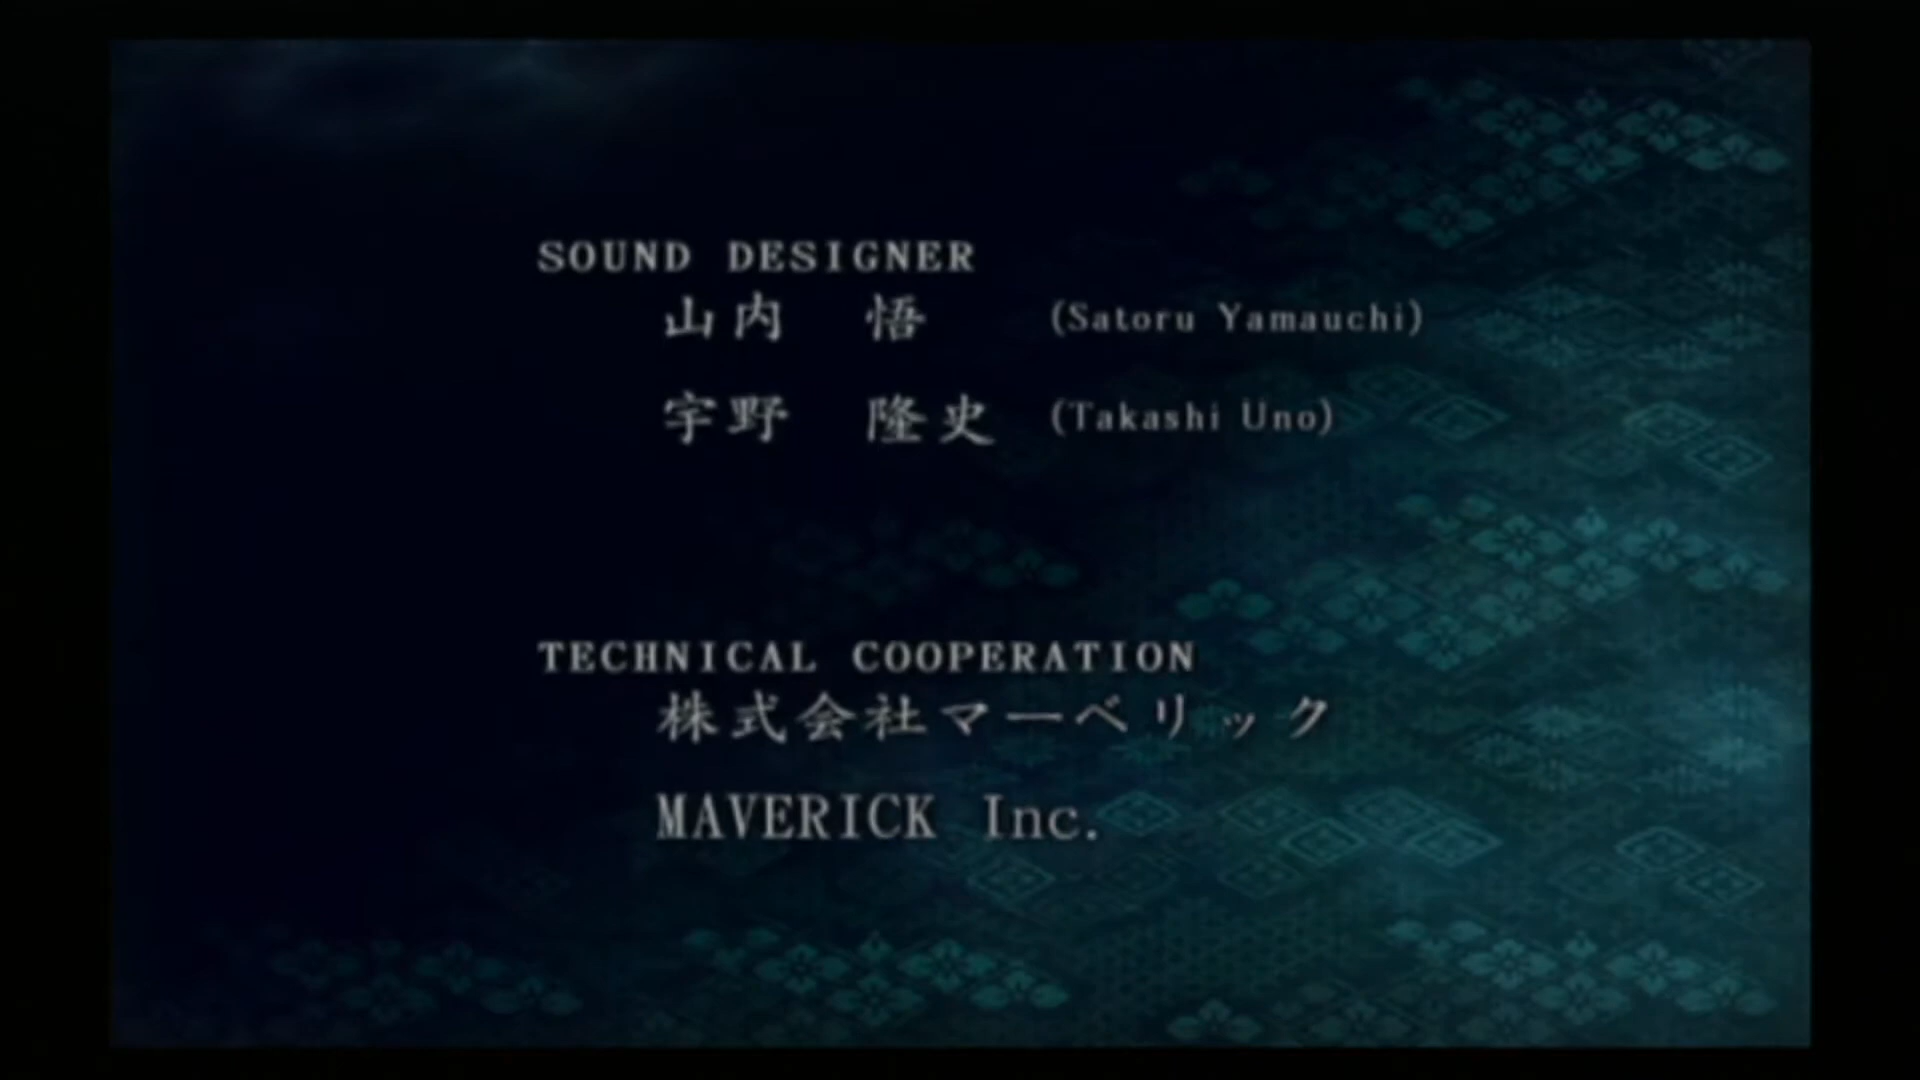 SOUND DESIGNER
山内 悟 (Satoru Yamauchi)
宇野 隆史 (Takashi Uno)
TECHNICAL COOPERATION
株式会社マーベリック
MAVERICK Inc.